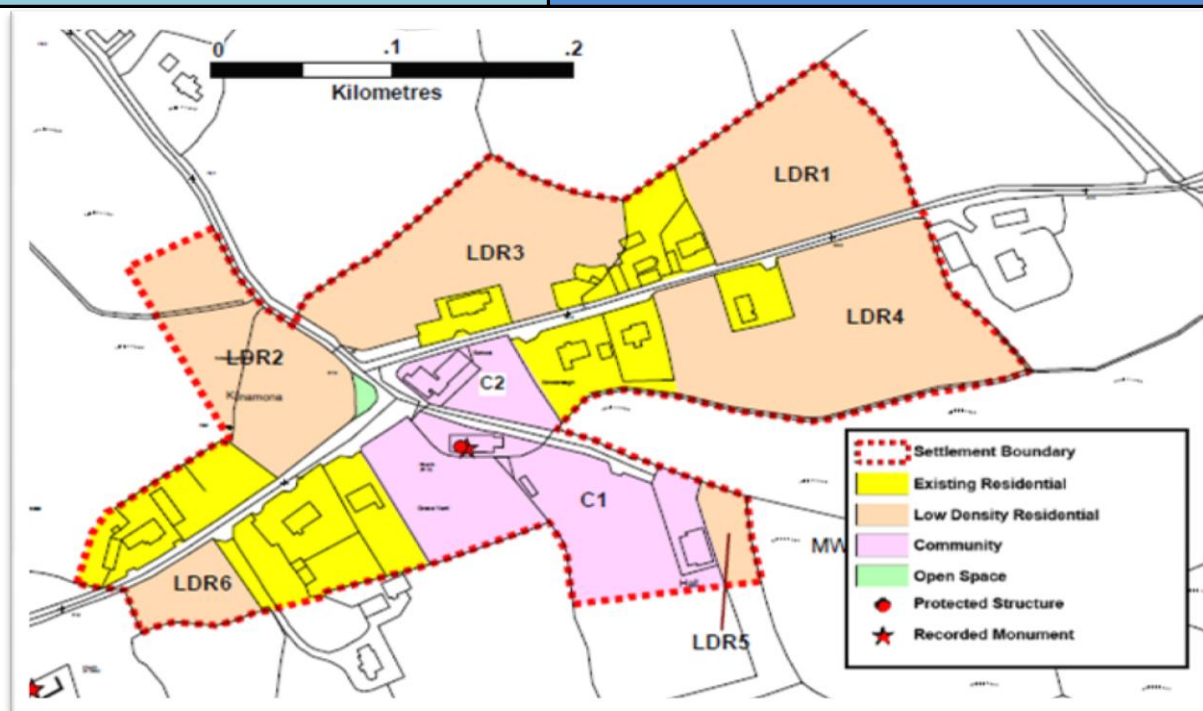 0 .1 .2
Kilometres
LDR1
LDR3
LDR4
LDR2
C2
C1
LDR6
LDR5
MW
Hall
Settlement Boundary
Existing Residential
Low Density Residential
Community
Open Space
Protected Structure
Recorded Monument